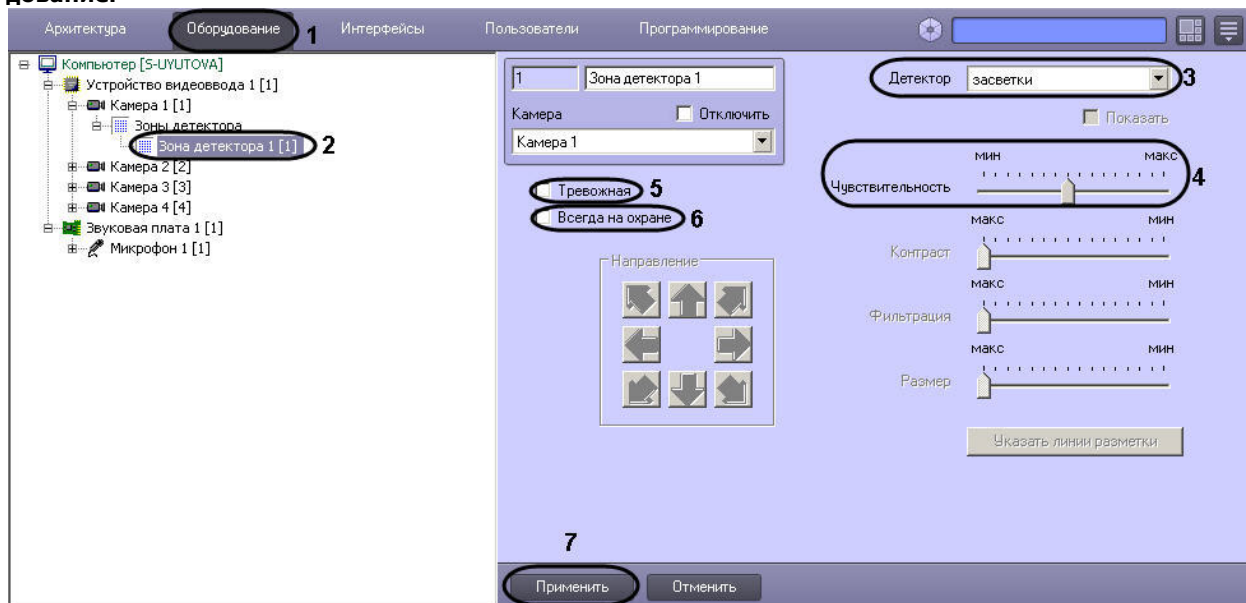 дование.
Архитектура Оборудование 1 Интерфейсы Пользователи Программирование
Компьютер [S-UYUTOVA]
Устройство видеоввода 1 [1]
Камера 1 [1]
Зоны детектора
Зона детектора 1 [1] 2
Камера 2 [2]
Камера 3 [3]
Камера 4 [4]
Звуковая плата 1 [1]
Микрофон 1 [1]
1 Зона детектора 1
Камера Отключить
Камера 1
Тревожная 5
Всегда на охране 6
Направление
Детектор засветки 3
Показать
мин макс
Чувствительность 4
макс мин
Контраст
макс мин
Фильтрация
макс мин
Размер
Указать линии разметки
7
Применить Отменить